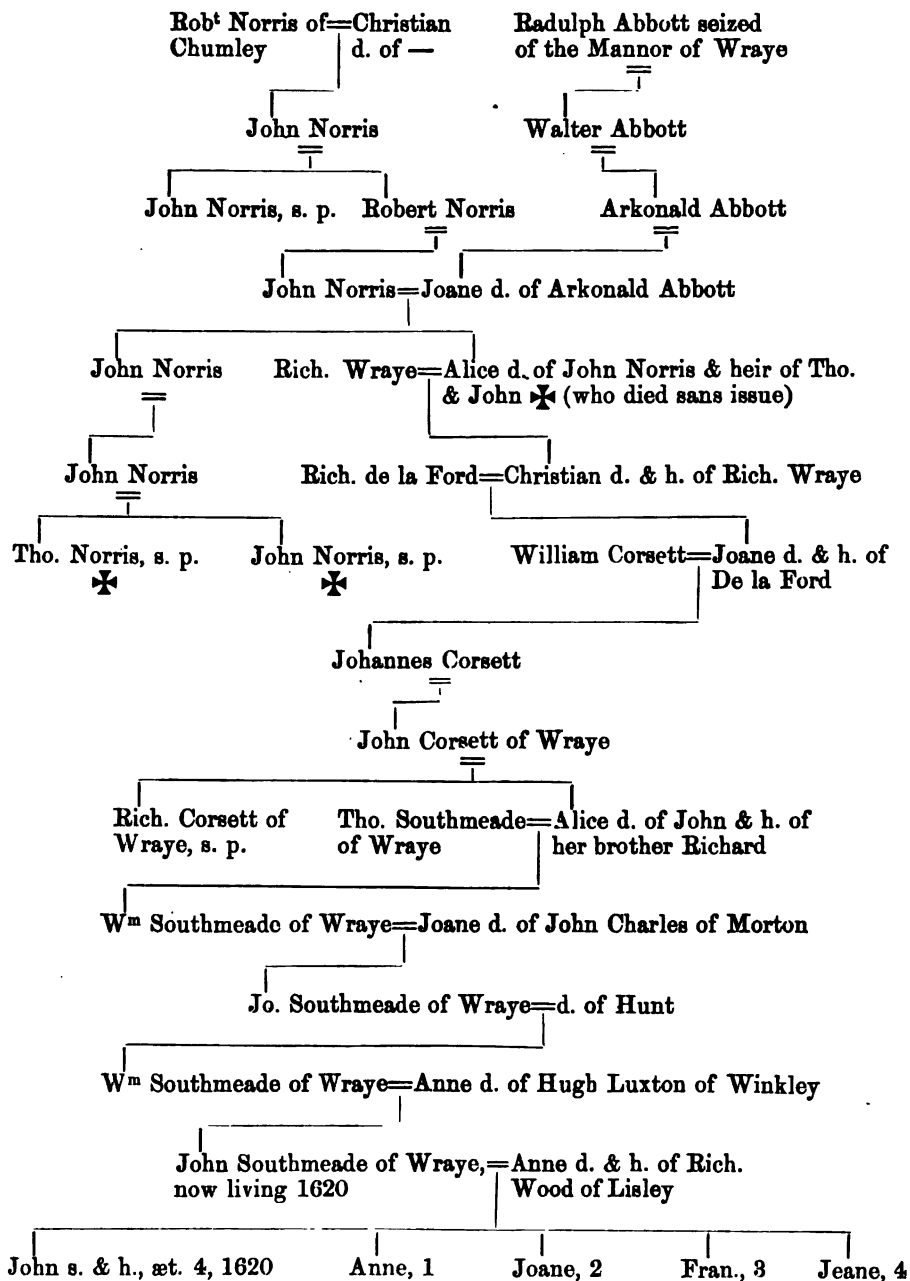 Robᵗ Norris of=Christian
Chumley d. of —
Radulph Abbott seized
of the Mannor of Wraye
John Norris
Walter Abbott
John Norris, s. p.
Robert Norris
Arkonald Abbott
John Norris=Joane d. of Arkonald Abbott
John Norris
Rich. Wraye=Alice d. of John Norris & heir of Tho.
& John ✠ (who died sans issue)
John Norris
Rich. de la Ford=Christian d. & h. of Rich. Wraye
Tho. Norris, s. p.
✠
John Norris, s. p.
✠
William Corsett=Joane d. & h. of
De la Ford
Johannes Corsett
John Corsett of Wraye
Rich. Corsett of
Wraye, s. p.
Tho. Southmeade=Alice d. of John & h. of
of Wraye her brother Richard
Wᵐ Southmeade of Wraye=Joane d. of John Charles of Morton
Jo. Southmeade of Wraye=d. of Hunt
Wᵐ Southmeade of Wraye=Anne d. of Hugh Luxton of Winkley
John Southmeade of Wraye,=Anne d. & h. of Rich.
now living 1620 Wood of Lisley
John s. & h., æt. 4, 1620 Anne, 1 Joane, 2 Fran., 3 Jeane, 4